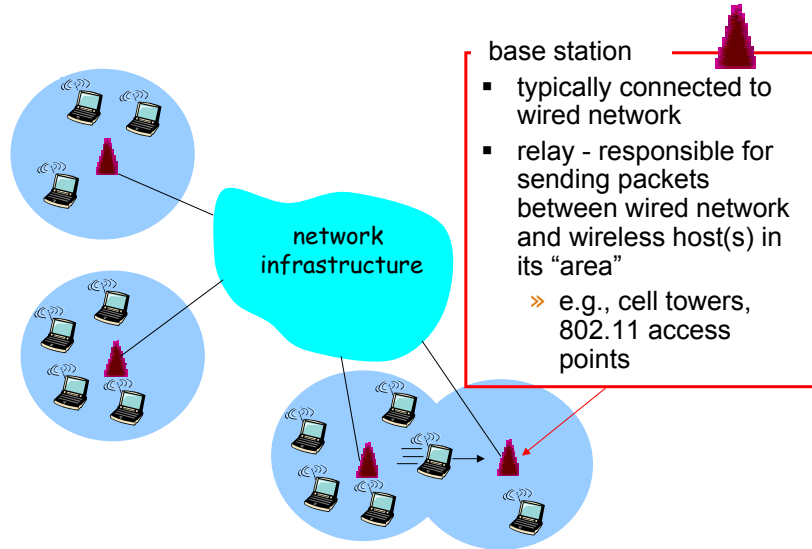 base station
▪ typically connected to
wired network
▪ relay - responsible for
sending packets
between wired network
and wireless host(s) in
its “area”
» e.g., cell towers,
802.11 access
points
network
infrastructure